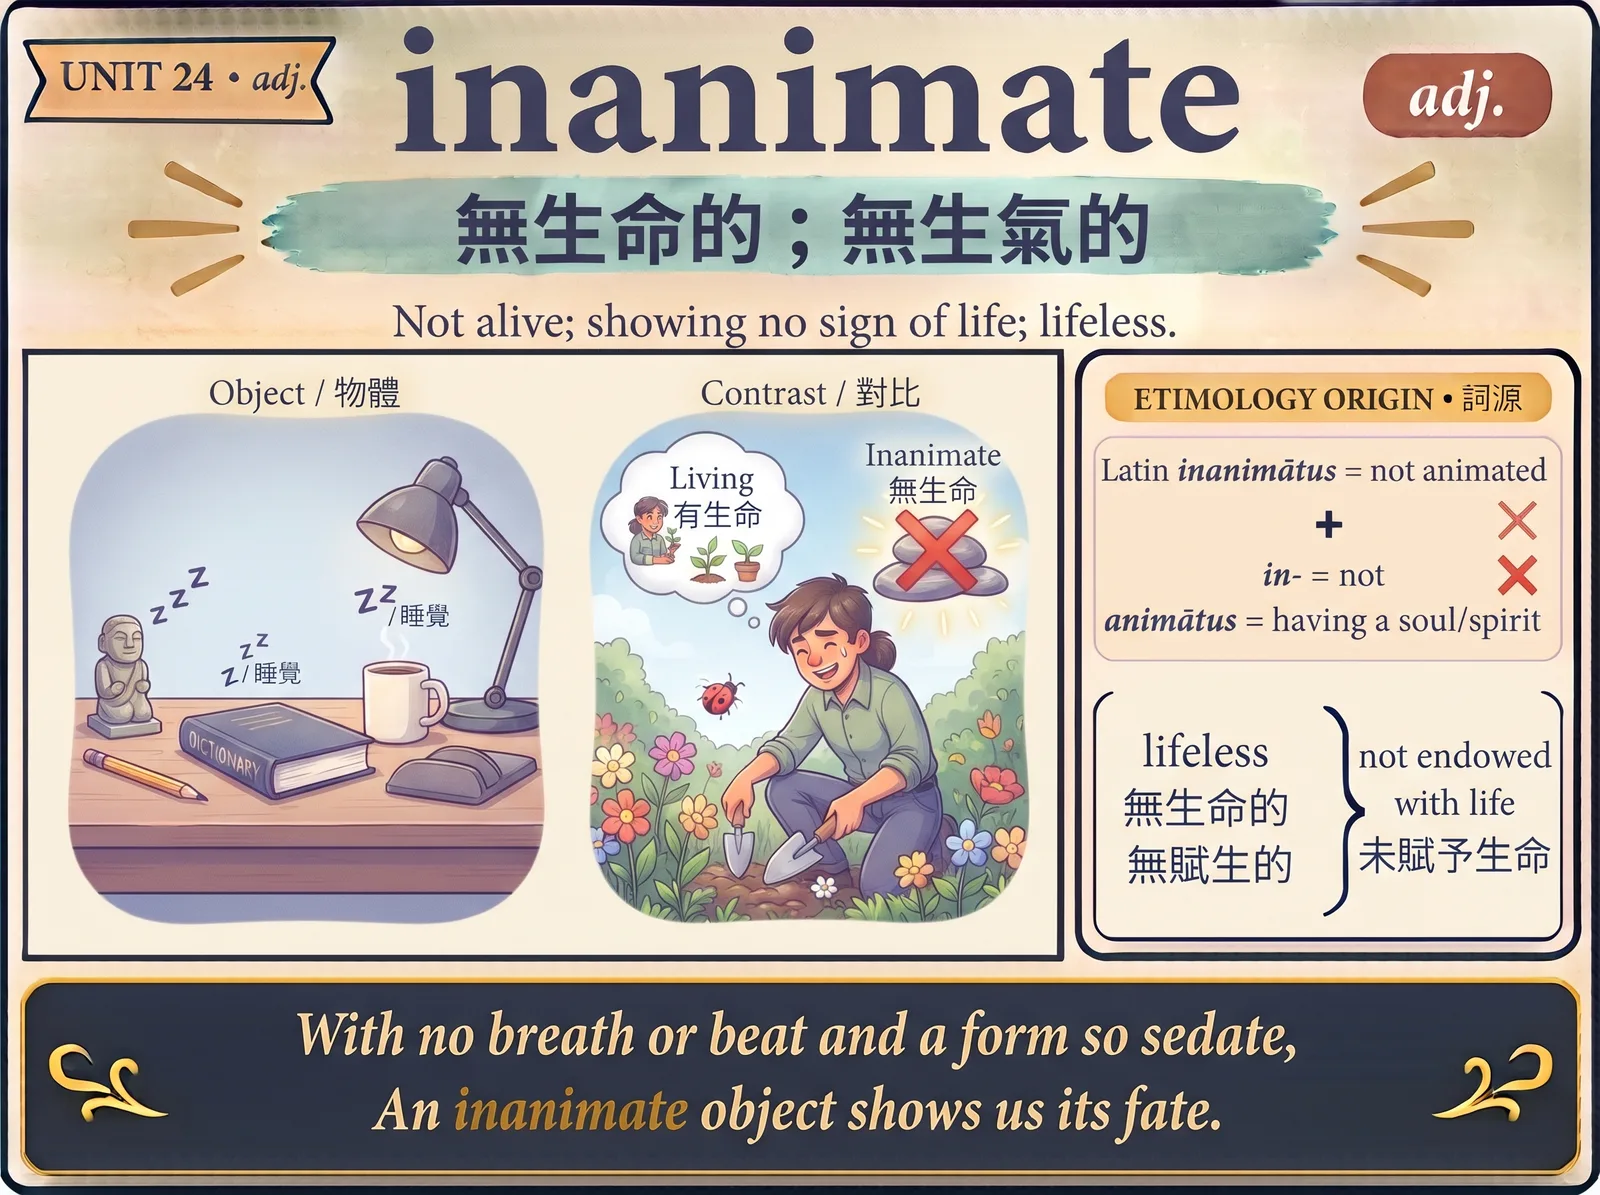 UNIT 24 • adj.
inanimate
adj.
無生命的；無生氣的
Not alive; showing no sign of life; lifeless.
Object / 物體
zzz
zzz
/ 睡覺
zz
/ 睡覺
DICTIONARY
Contrast / 對比
Living
有生命
Inanimate
無生命
ETIMOLOGY ORIGIN • 詞源
Latin inanimātus = not animated
+
in- = not
animātus = having a soul/spirit
lifeless
無生命的
無賦生的
not endowed
with life
未賦予生命
With no breath or beat and a form so sedate,
An inanimate object shows us its fate.